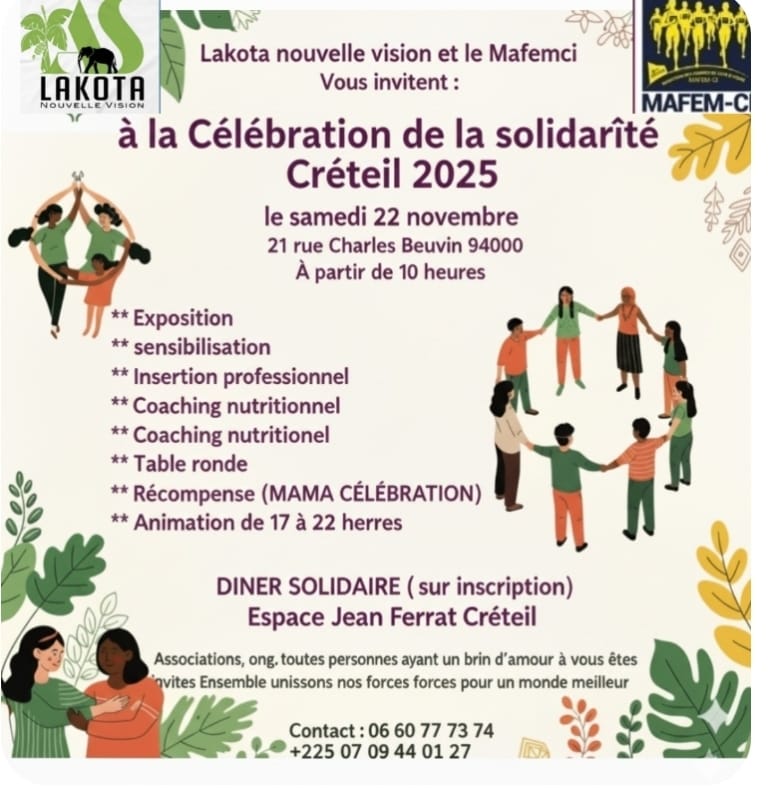 AS
LAKOTA
NOUVELLE VISION
MAFEM-CI
MAFEM-CI
Lakota nouvelle vision et le Mafemci
Vous invitent :
à la Célébration de la solidarîté
Créteil 2025
le samedi 22 novembre
21 rue Charles Beuvin 94000
À partir de 10 heures
** Exposition
** sensibilisation
** Insertion professionnel
** Coaching nutritionnel
** Coaching nutritionel
** Table ronde
** Récompense (MAMA CÉLÉBRATION)
** Animation de 17 à 22 herres
DINER SOLIDAIRE ( sur inscription)
Espace Jean Ferrat Créteil
Associations, ong, toutes personnes ayant un brin d'amour à vous êtes
invites Ensemble unissons nos forces forces pour un monde meilleur
Contact : 06 60 77 73 74
+225 07 09 44 01 27